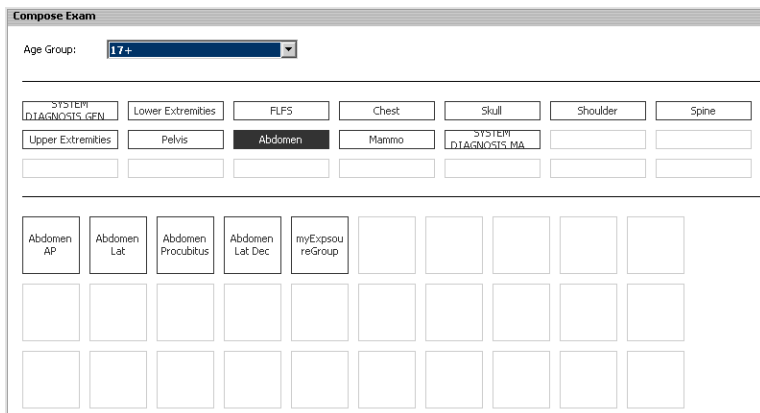 Compose Exam
Age Group: 17+
SYSTEM
DIAGNOSIS GEN
Lower Extremities
FLFS
Chest
Skull
Shoulder
Spine
Upper Extremities
Pelvis
Abdomen
Mammo
SYSTEM
DIAGNOSIS MA
Abdomen
AP
Abdomen
Lat
Abdomen
Procubitus
Abdomen
Lat Dec
myExpsou
reGroup